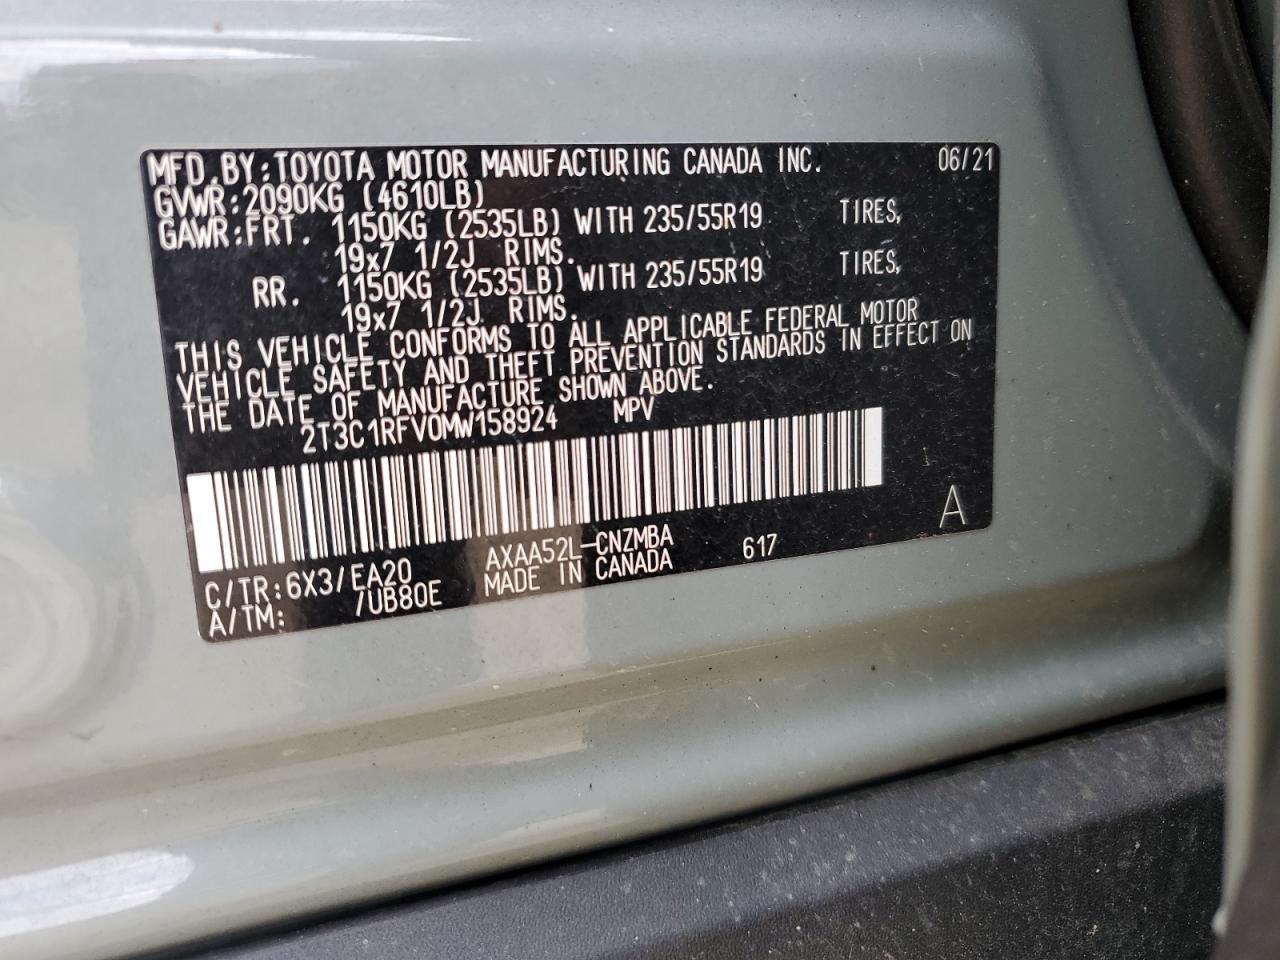 MFD.BY:TOYOTA MOTOR MANUFACTURING CANADA INC. 06/21
GVWR:2090KG (4610LB)
GAWR:FRT. 1150KG (2535LB) WITH 235/55R19 TIRES,
19x7 1/2J RIMS.
RR. 1150KG (2535LB) WITH 235/55R19 TIRES,
19x7 1/2J RIMS.
THIS VEHICLE CONFORMS TO ALL APPLICABLE FEDERAL MOTOR
VEHICLE SAFETY AND THEFT PREVENTION STANDARDS IN EFFECT ON
THE DATE OF MANUFACTURE SHOWN ABOVE.
2T3C1RFV0MW158924 MPV
A
C/TR:6X3/EA20 AXAA52L-CNZMBA 617
A/TM: /UB80E MADE IN CANADA